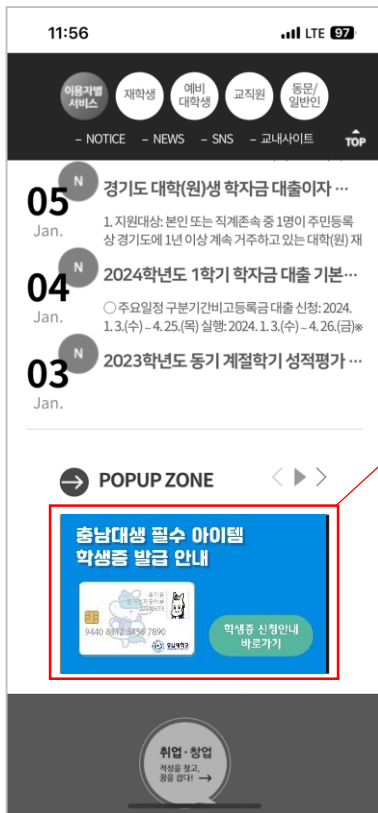 11:56
LTE 97
이용자별
서비스
재학생
예비
대학생
교직원
동문/
일반인
– NOTICE – NEWS – SNS – 교내사이트
TOP
05
Jan.
N
경기도 대학(원)생 학자금 대출이자 ···
1. 지원대상: 본인 또는 직계존속 중 1명이 주민등록
상 경기도에 1년 이상 계속 거주하고 있는 대학(원) 재
04
Jan.
N
2024학년도 1학기 학자금 대출 기본···
○ 주요일정 구분기간비고등록금 대출 신청: 2024.
1. 3.(수) ~ 4. 25.(목) 실행: 2024. 1. 3.(수) ~ 4. 26.(금)※
03
Jan.
N
2023학년도 동기 계절학기 성적평가 ···
POPUP ZONE
충남대생 필수 아이템
학생증 발급 안내
9440 8112 3456 7890
충남대학교
학생증 신청안내
바로가기
취업·창업
적성을 찾고,
꿈을 잡다!